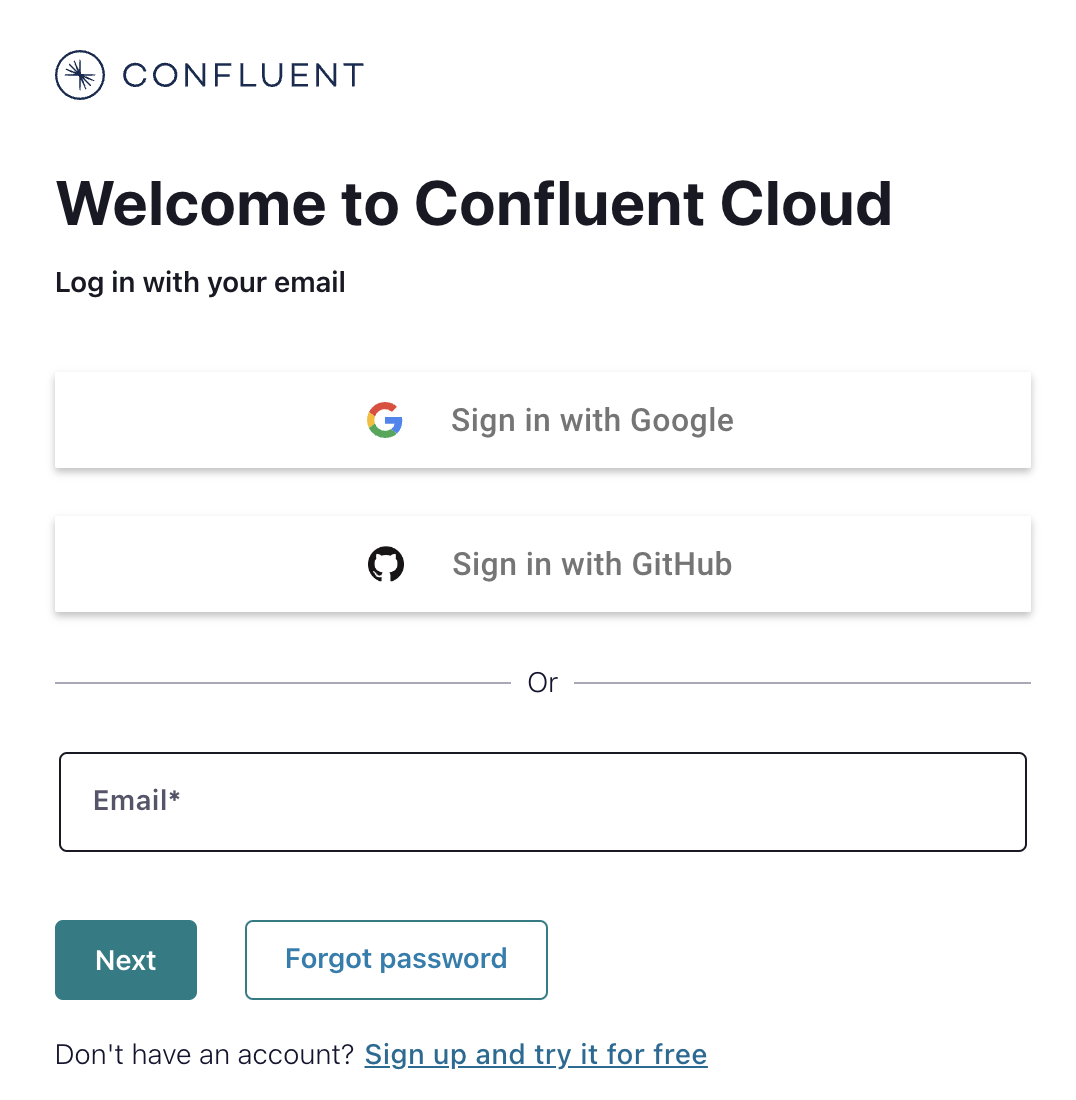 CONFLUENT
Welcome to Confluent Cloud
Log in with your email
Sign in with Google
Sign in with GitHub
Or
Email*
Next
Forgot password
Don't have an account? Sign up and try it for free